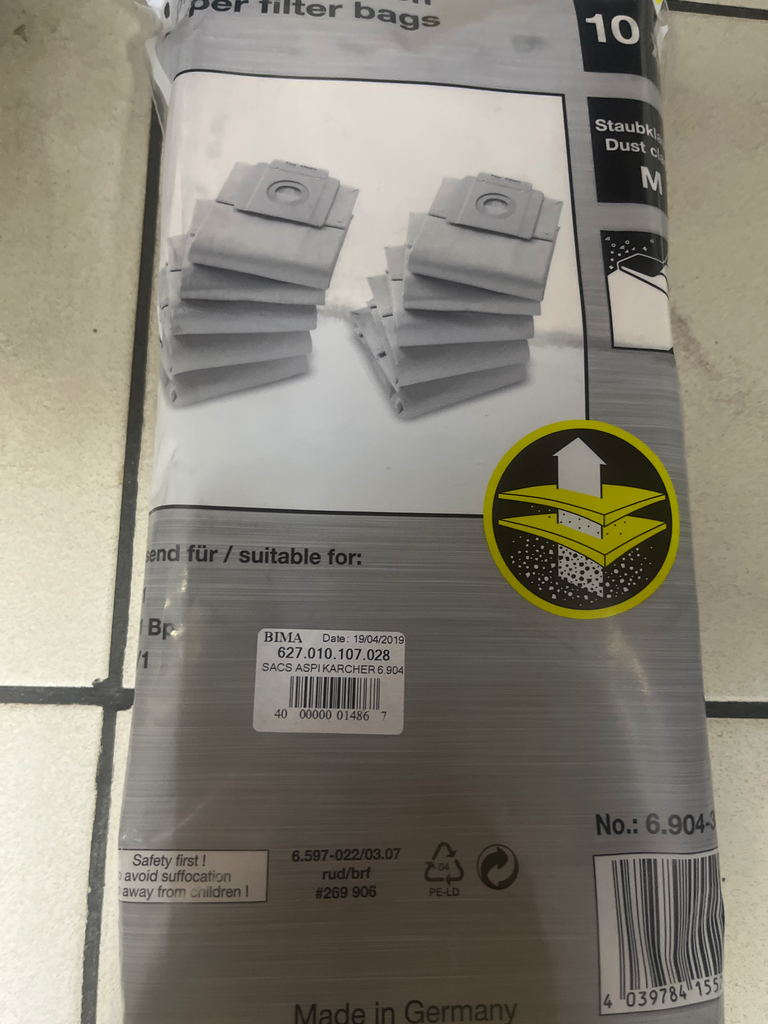 per filter bags
10 x
Staubkla
Dust cla
M
send für / suitable for:
Bp
/1
BIMA Date: 19/04/2019
627.010.107.028
SACS ASPI KARCHER 6.904
40 00000 01486 7
No.: 6.904-3
Safety first !
avoid suffocation
away from children !
6.597-022/03.07
rud/brf
#269 906
04
PE-LD
4 039784 155
Made in Germany